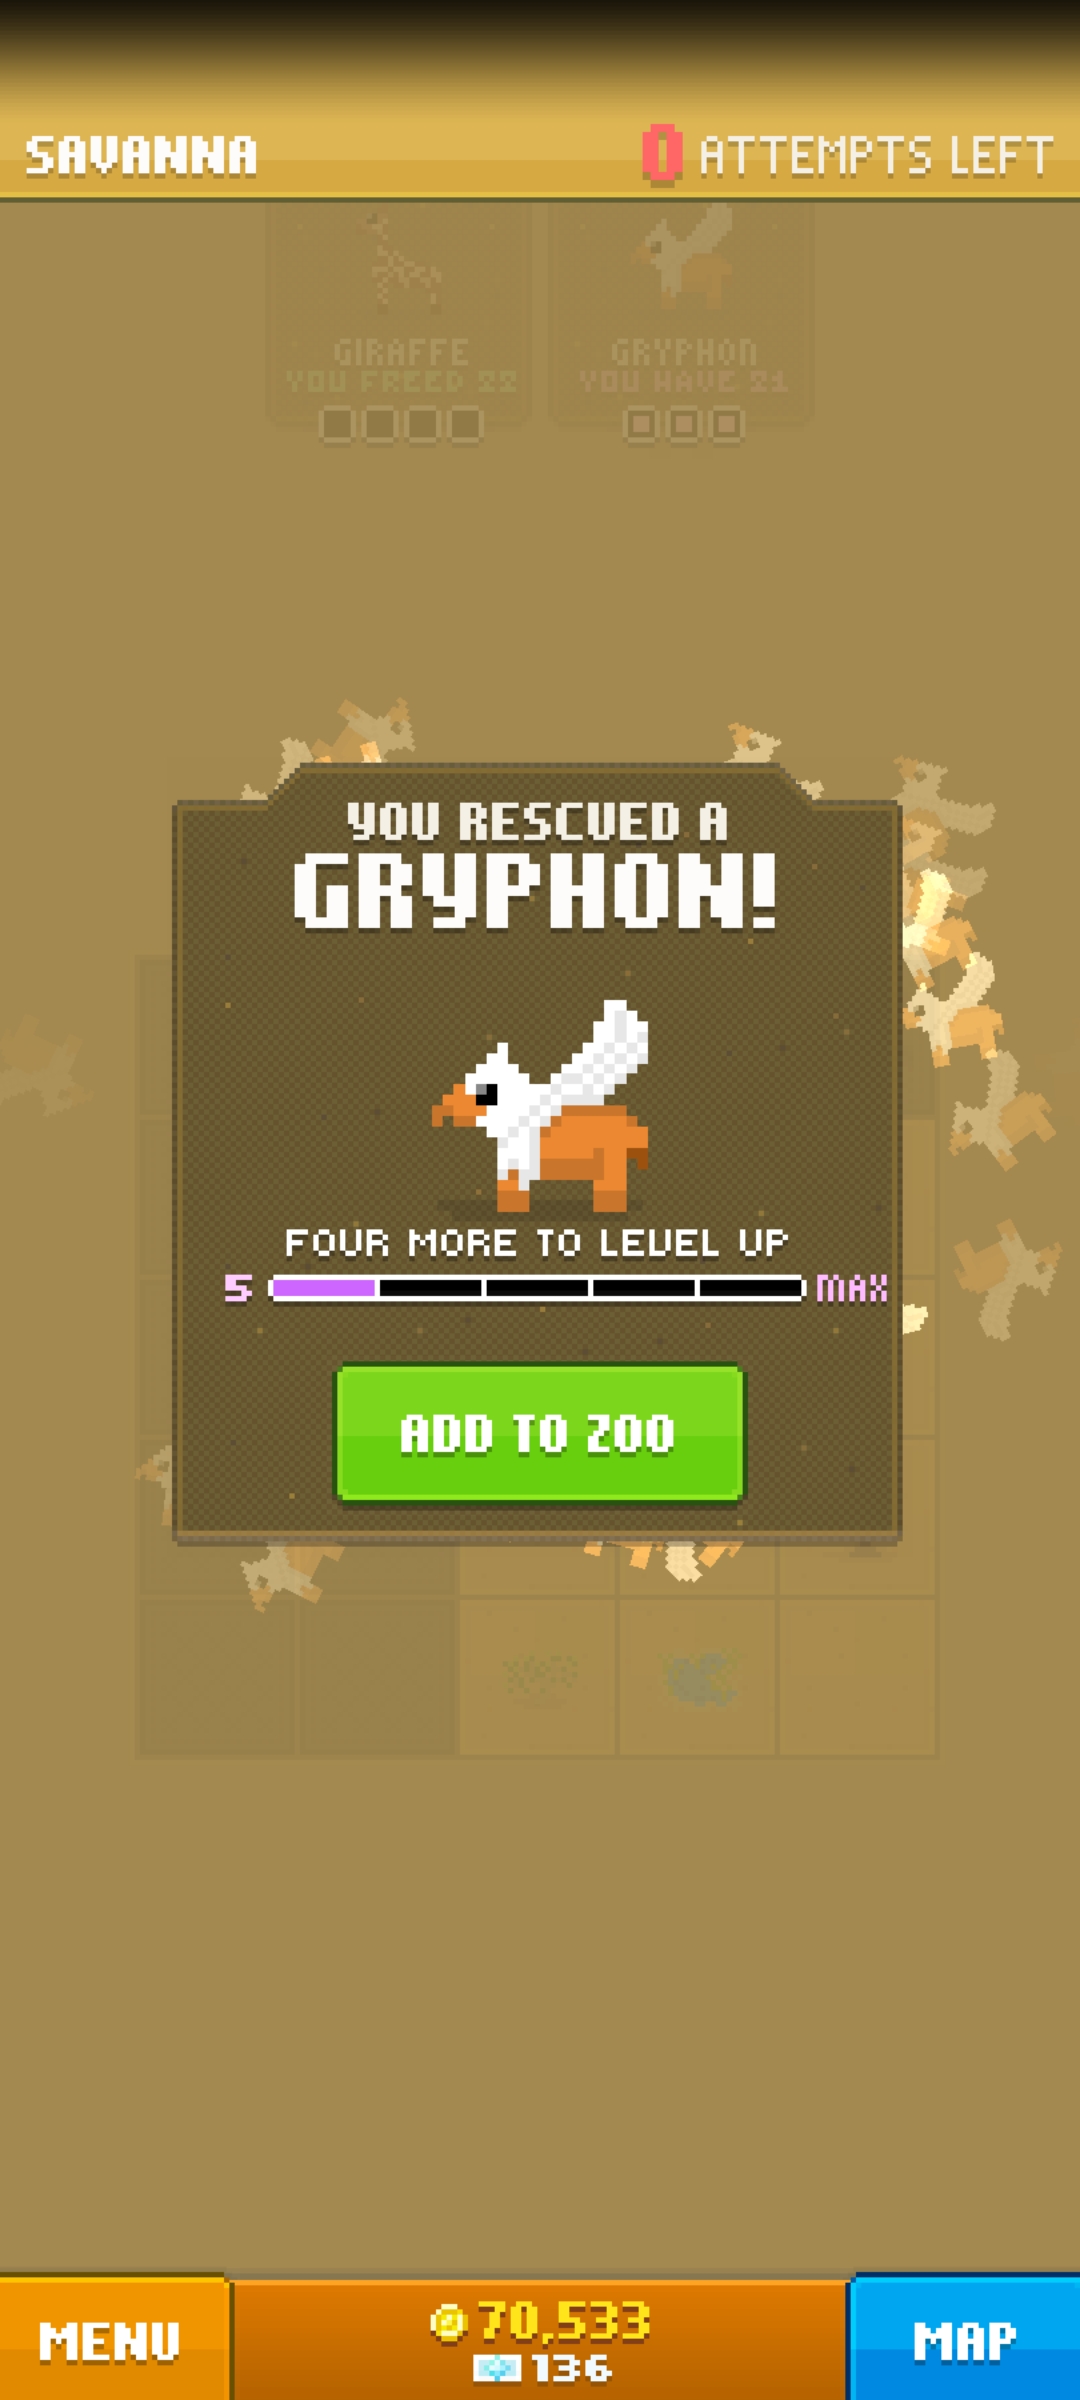 SAVANNA
0 ATTEMPTS LEFT
GIRAFFE
GRYPHON
YOU FREED 22
YOU HAVE 21
YOU RESCUED A
GRYPHON!
FOUR MORE TO LEVEL UP
5
MAX
ADD TO ZOO
MENU
70,533
136
MAP